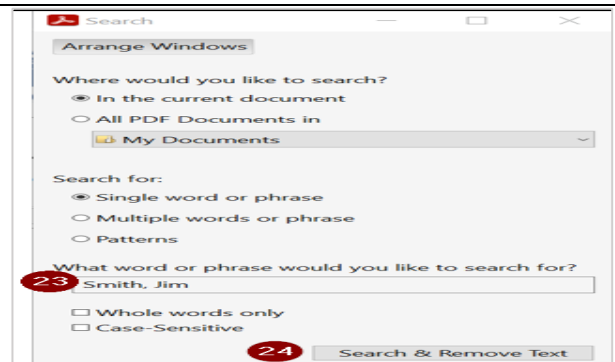 Search
Arrange Windows
Where would you like to search?
In the current document
All PDF Documents in
My Documents
Search for:
Single word or phrase
Multiple words or phrase
Patterns
What word or phrase would you like to search for?
23 Smith, Jim
Whole words only
Case-Sensitive
24 Search & Remove Text